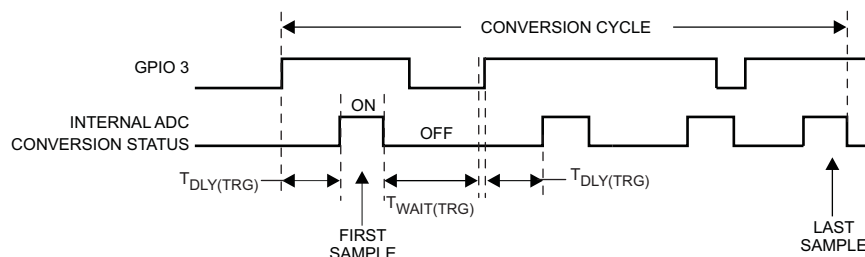 CONVERSION CYCLE
GPIO 3
ON
INTERNAL ADC
CONVERSION STATUS
OFF
TDLY(TRG)
TWAIT(TRG)
TDLY(TRG)
FIRST
SAMPLE
LAST
SAMPLE